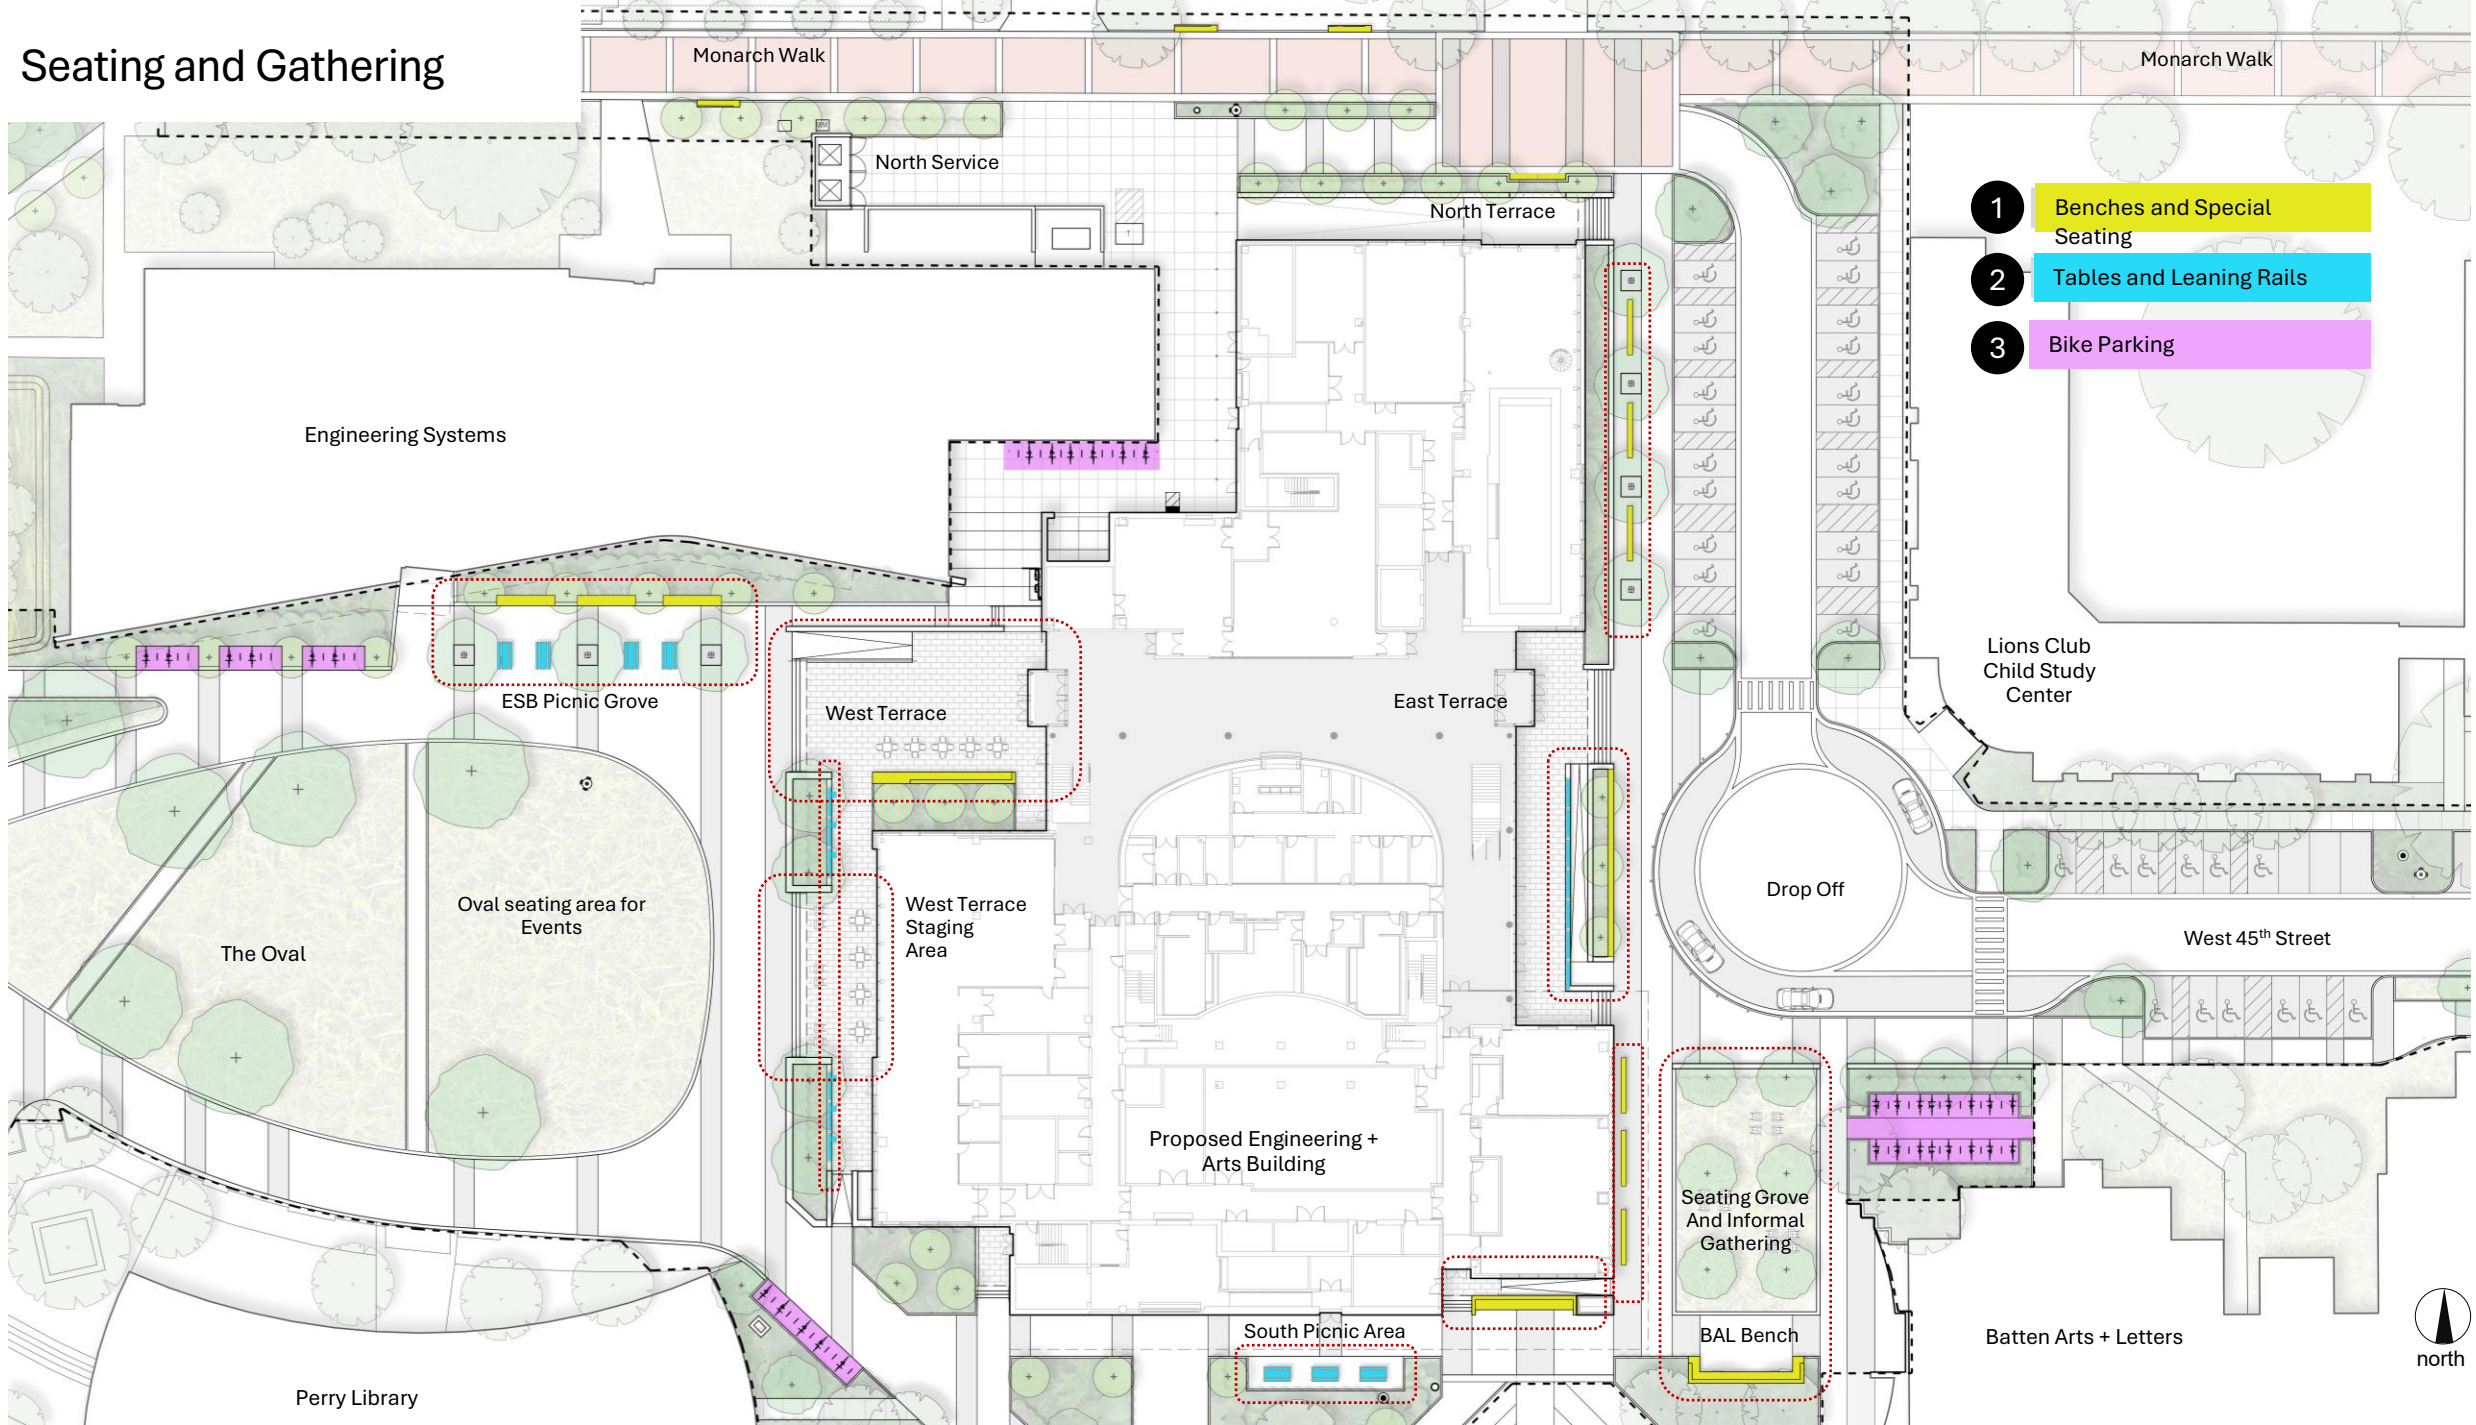 Seating and Gathering
Monarch Walk
Monarch Walk
North Service
North Terrace
1
Benches and Special
Seating
2
Tables and Leaning Rails
3
Bike Parking
Engineering Systems
Lions Club
Child Study
Center
ESB Picnic Grove
West Terrace
East Terrace
Drop Off
Oval seating area for
Events
The Oval
West Terrace
Staging
Area
West 45th Street
Proposed Engineering +
Arts Building
Seating Grove
And Informal
Gathering
South Picnic Area
BAL Bench
Batten Arts + Letters
north
Perry Library